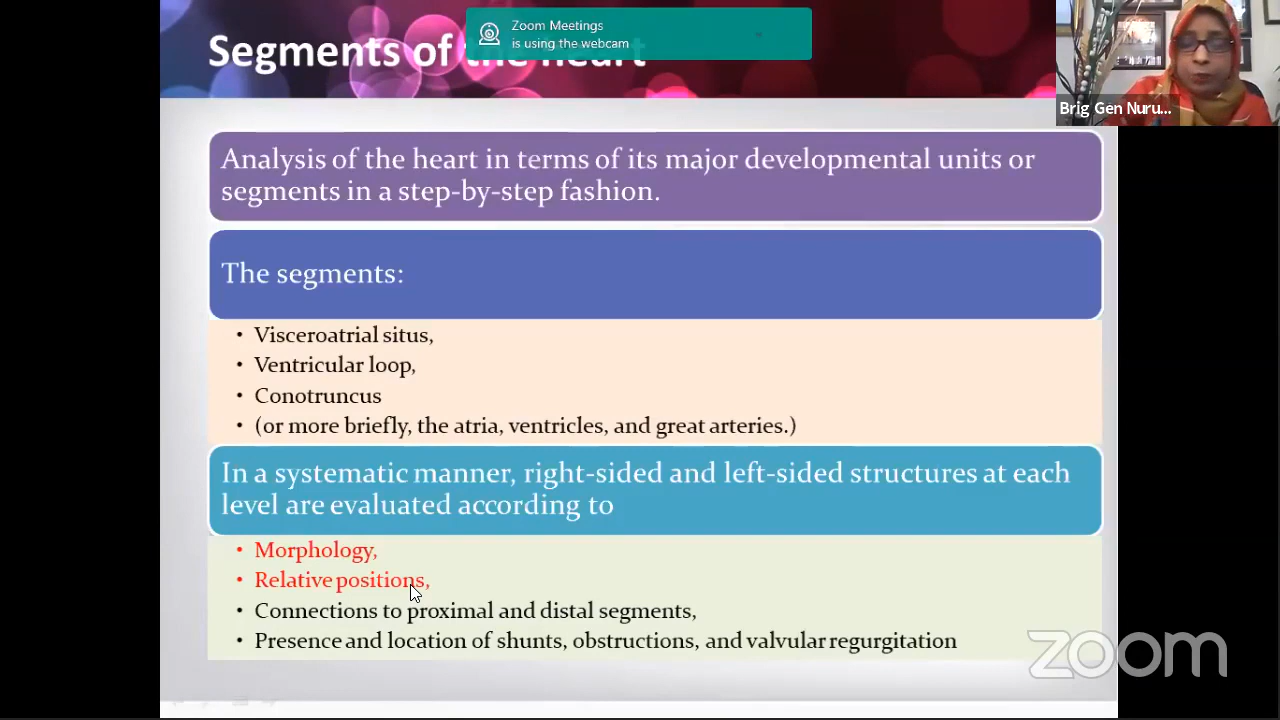 Segments of the heart
Zoom Meetings
is using the webcam
Brig Gen Nuru...
Analysis of the heart in terms of its major developmental units or
segments in a step-by-step fashion.
The segments:
• Visceroatrial situs,
• Ventricular loop,
• Conotruncus
• (or more briefly, the atria, ventricles, and great arteries.)
In a systematic manner, right-sided and left-sided structures at each
level are evaluated according to
• Morphology,
• Relative positions,
• Connections to proximal and distal segments,
• Presence and location of shunts, obstructions, and valvular regurgitation
zoom